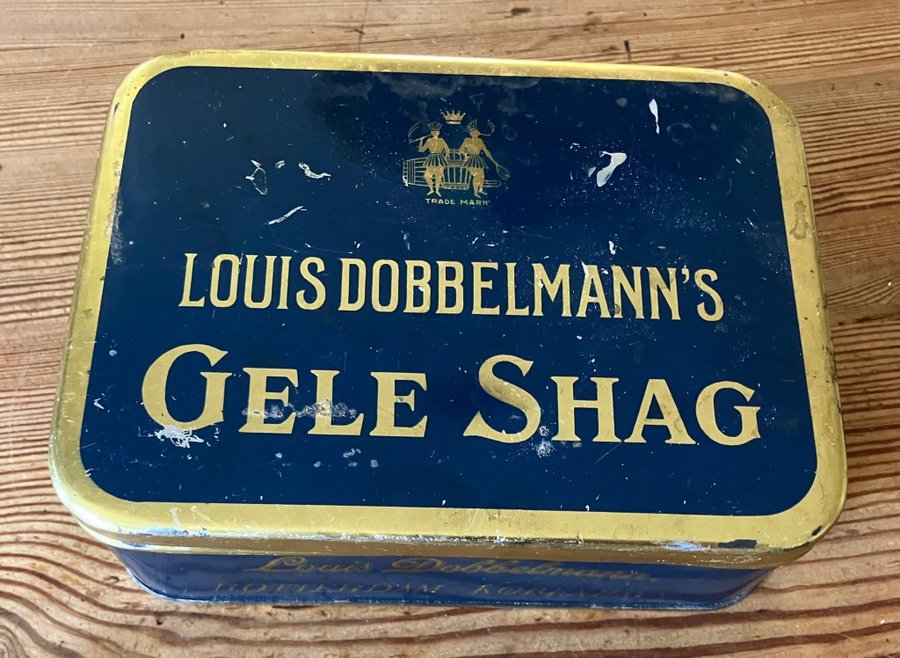 TRADE MARK
LOUIS DOBBELMANN'S
GELE SHAG
Louis Dobbelmann
ROTTERDAM